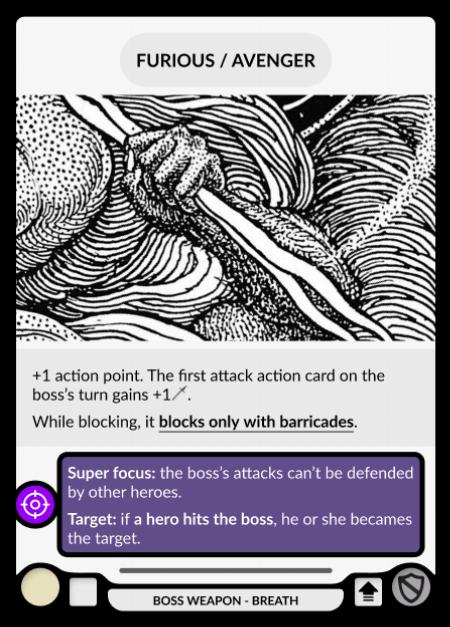 FURIOUS / AVENGER
+1 action point. The first attack action card on the
boss's turn gains +1.
While blocking, it blocks only with barricades.
Super focus: the boss's attacks can't be defended
by other heroes.
Target: if a hero hits the boss, he or she becames
the target.
BOSS WEAPON - BREATH